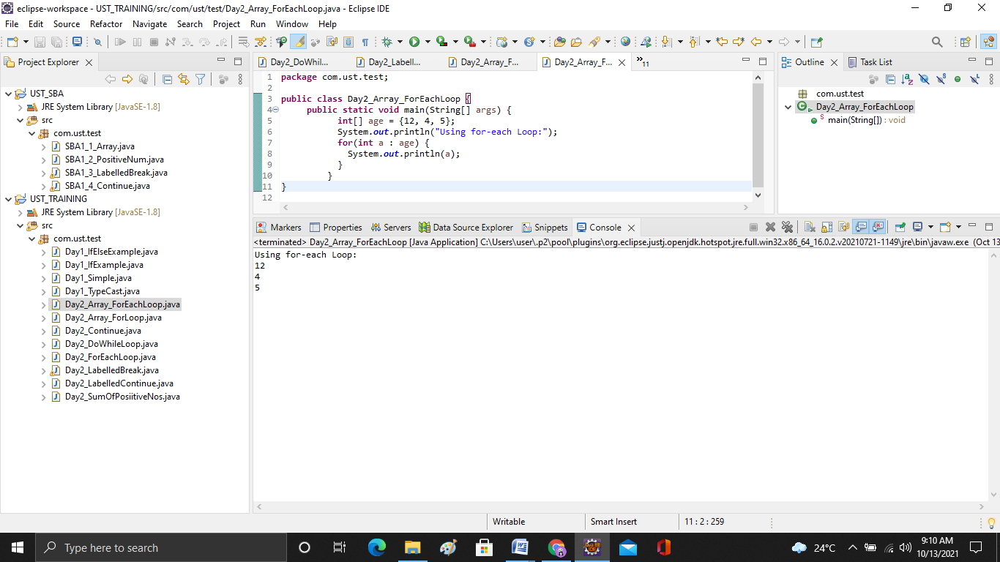 eclipse-workspace - UST_TRAINING/src/com/ust/test/Day2_Array_ForEachLoop.java - Eclipse IDE
File Edit Source Refactor Navigate Search Project Run Window Help
Project Explorer
UST_SBA
JRE System Library [JavaSE-1.8]
src
com.ust.test
SBA1_1_Array.java
SBA1_2_PositiveNum.java
SBA1_3_LabelledBreak.java
SBA1_4_Continue.java
UST_TRAINING
JRE System Library [JavaSE-1.8]
src
com.ust.test
Day1_IfElseExample.java
Day1_IfExample.java
Day1_Simple.java
Day1_TypeCast.java
Day2_Array_ForEachLoop.java
Day2_Array_ForLoop.java
Day2_Continue.java
Day2_DoWhileLoop.java
Day2_ForEachLoop.java
Day2_LabelledBreak.java
Day2_LabelledContinue.java
Day2_SumOfPosiitiveNos.java
Day2_DoWhil... Day2_Labell... Day2_Array_F... Day2_Array_F... »11
1 package com.ust.test;
2
3 public class Day2_Array_ForEachLoop {
4 public static void main(String[] args) {
5 int[] age = {12, 4, 5};
6 System.out.println("Using for-each Loop:");
7 for(int a : age) {
8 System.out.println(a);
9 }
10 }
11 }
12
Outline Task List
com.ust.test
Day2_Array_ForEachLoop
main(String[]) : void
Markers Properties Servers Data Source Explorer Snippets Console
<terminated> Day2_Array_ForEachLoop [Java Application] C:\Users\user\.p2\pool\plugins\org.eclipse.justj.openjdk.hotspot.jre.full.win32.x86_64_16.0.2.v20210721-1149\jre\bin\javaw.exe (Oct 13
Using for-each Loop:
12
4
5
Writable Smart Insert 11 : 2 : 259
Type here to search
24°C
9:10 AM
10/13/2021